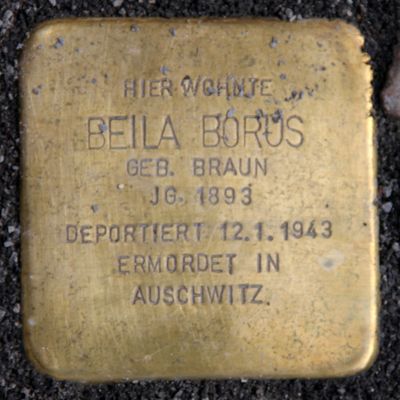 HIER WOHNTE
BEILA BORUS
GEB. BRAUN
JG. 1893
DEPORTIERT 12.1.1943
ERMORDET IN
AUSCHWITZ.